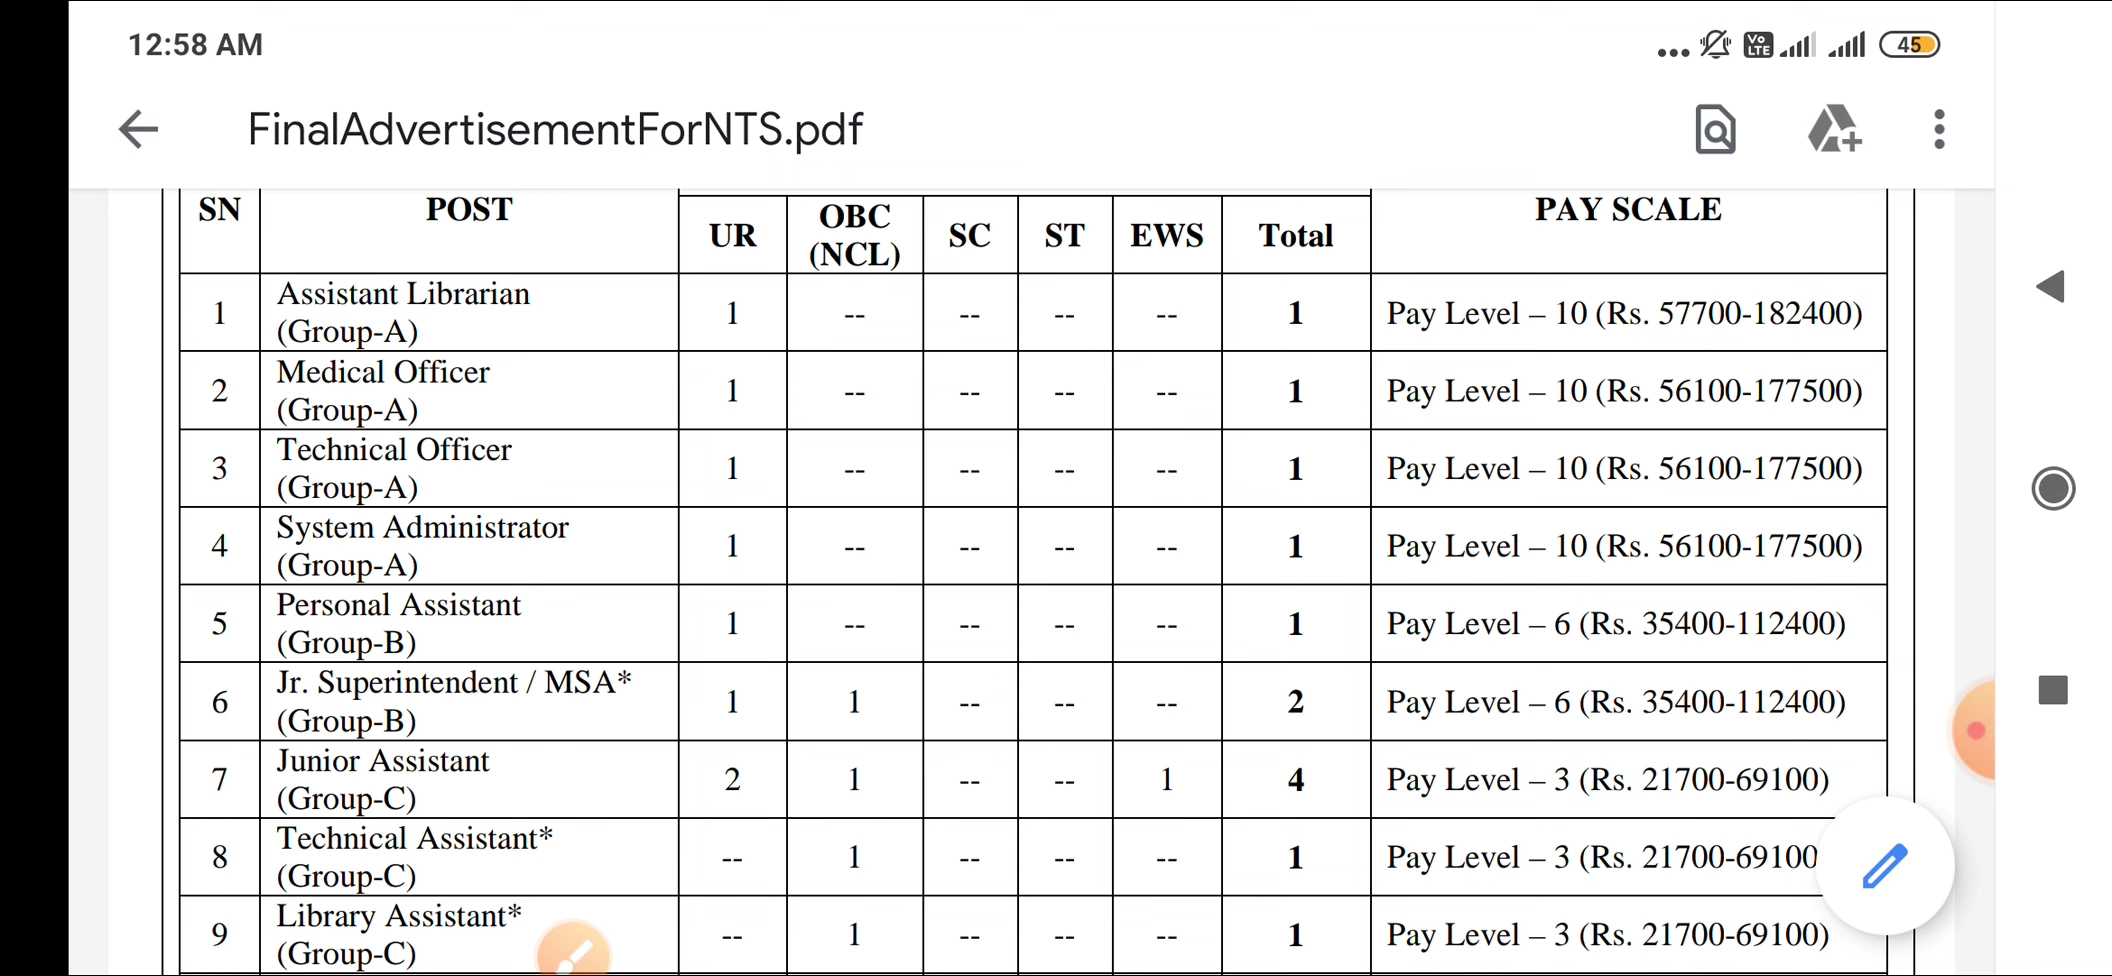 12:58 AM
Vo LTE
45
FinalAdvertisementForNTS.pdf
SN POST UR OBC (NCL) SC ST EWS Total PAY SCALE
1 Assistant Librarian (Group-A) 1 -- -- -- -- 1 Pay Level – 10 (Rs. 57700-182400)
2 Medical Officer (Group-A) 1 -- -- -- -- 1 Pay Level – 10 (Rs. 56100-177500)
3 Technical Officer (Group-A) 1 -- -- -- -- 1 Pay Level – 10 (Rs. 56100-177500)
4 System Administrator (Group-A) 1 -- -- -- -- 1 Pay Level – 10 (Rs. 56100-177500)
5 Personal Assistant (Group-B) 1 -- -- -- -- 1 Pay Level – 6 (Rs. 35400-112400)
6 Jr. Superintendent / MSA* (Group-B) 1 1 -- -- -- 2 Pay Level – 6 (Rs. 35400-112400)
7 Junior Assistant (Group-C) 2 1 -- -- 1 4 Pay Level – 3 (Rs. 21700-69100)
8 Technical Assistant* (Group-C) -- 1 -- -- -- 1 Pay Level – 3 (Rs. 21700-69100
9 Library Assistant* (Group-C) -- 1 -- -- -- 1 Pay Level – 3 (Rs. 21700-69100)